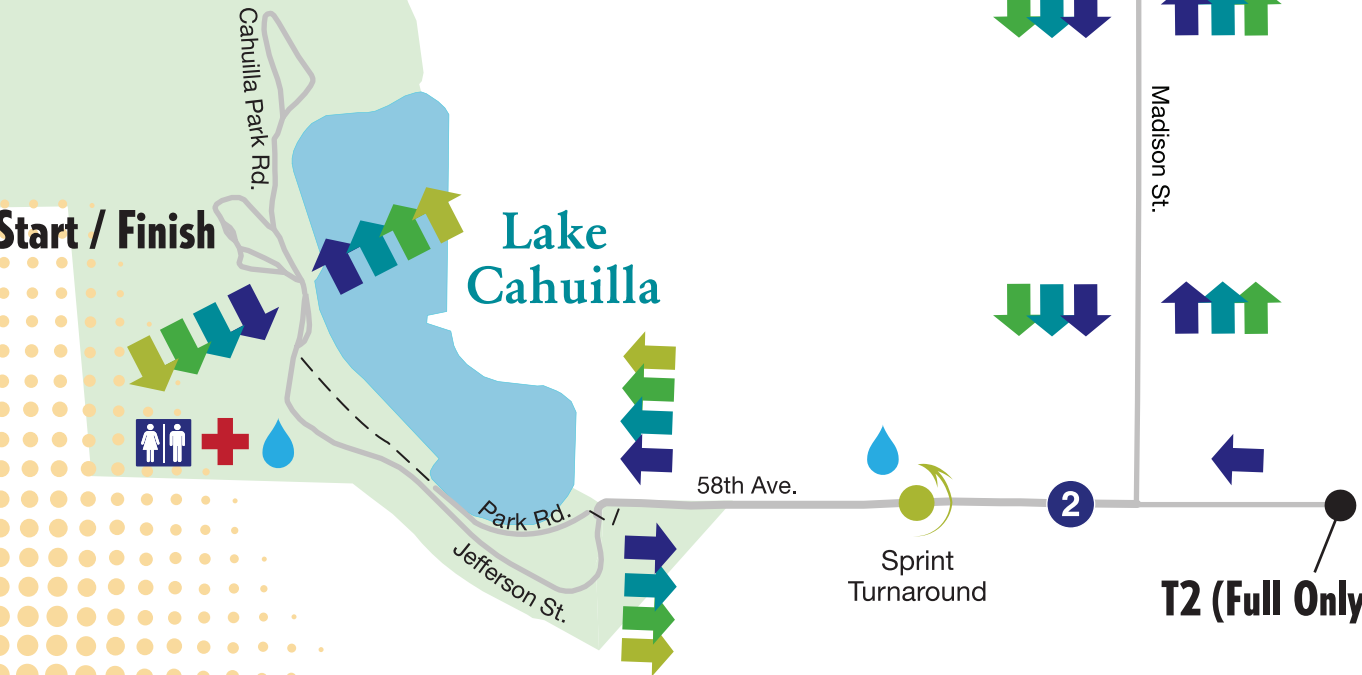 Cahuilla Park Rd.
Madison St.
Start / Finish
Lake
Cahuilla
58th Ave.
2
Park Rd.
Jefferson St.
Sprint
Turnaround
T2 (Full Only